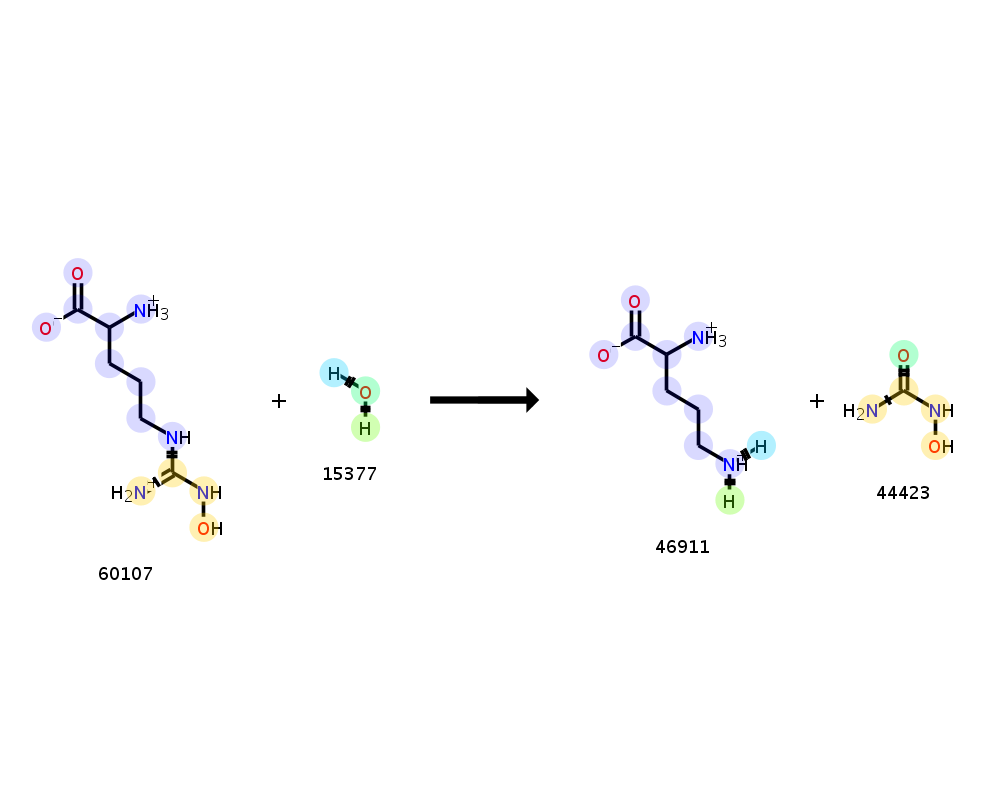 O
O⁻ NH₃⁺
NH
H₂N⁺ NH
OH
60107
+
H
O
H
15377
O
O⁻ NH₃⁺
NH⁺ H
H
46911
+
O
H₂N NH
OH
44423